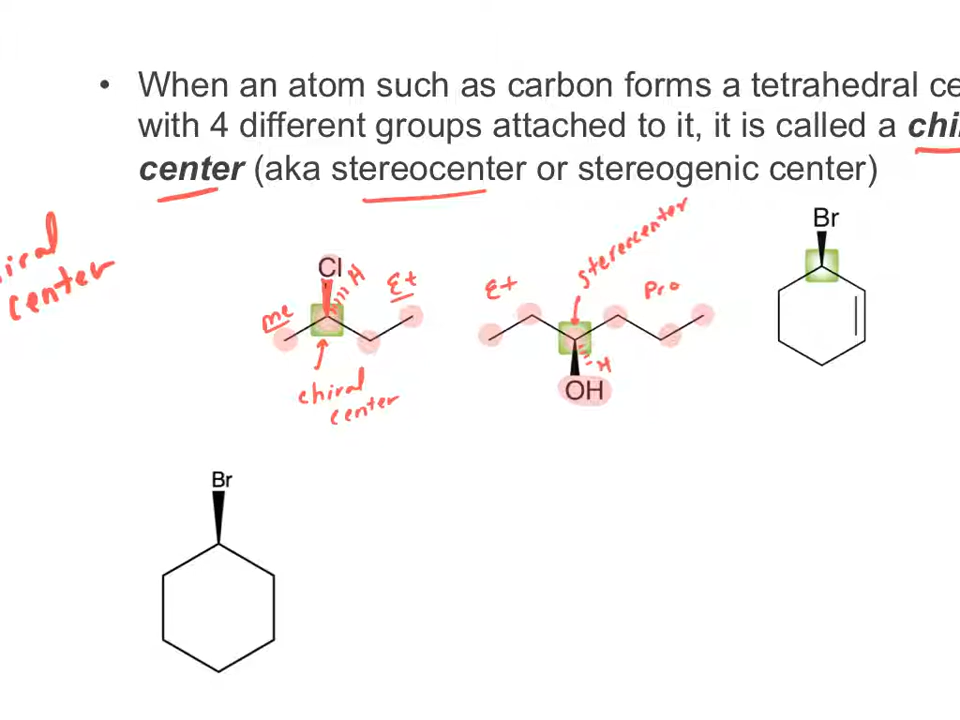 • When an atom such as carbon forms a tetrahedral ce
with 4 different groups attached to it, it is called a chi
center (aka stereocenter or stereogenic center)
iral
center
stereocenter
Br
Cl
H
Et
me
Et
Pro
H
OH
chiral
center
Br